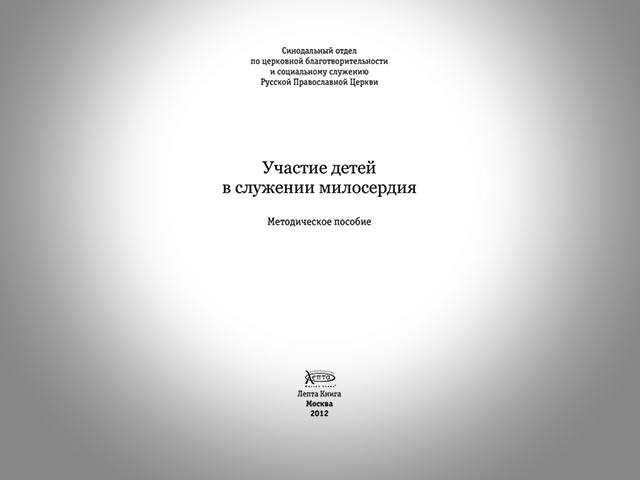 Синодальный отдел
по церковной благотворительности
и социальному служению
Русской Православной Церкви
Участие детей
в служении милосердия
Методическое пособие
Лепта
Лепта Книга
Москва
2012